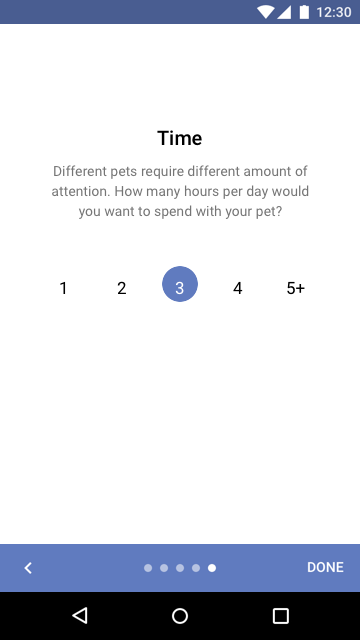 12:30
Time
Different pets require different amount of
attention. How many hours per day would
you want to spend with your pet?
1 2 3 4 5+
DONE